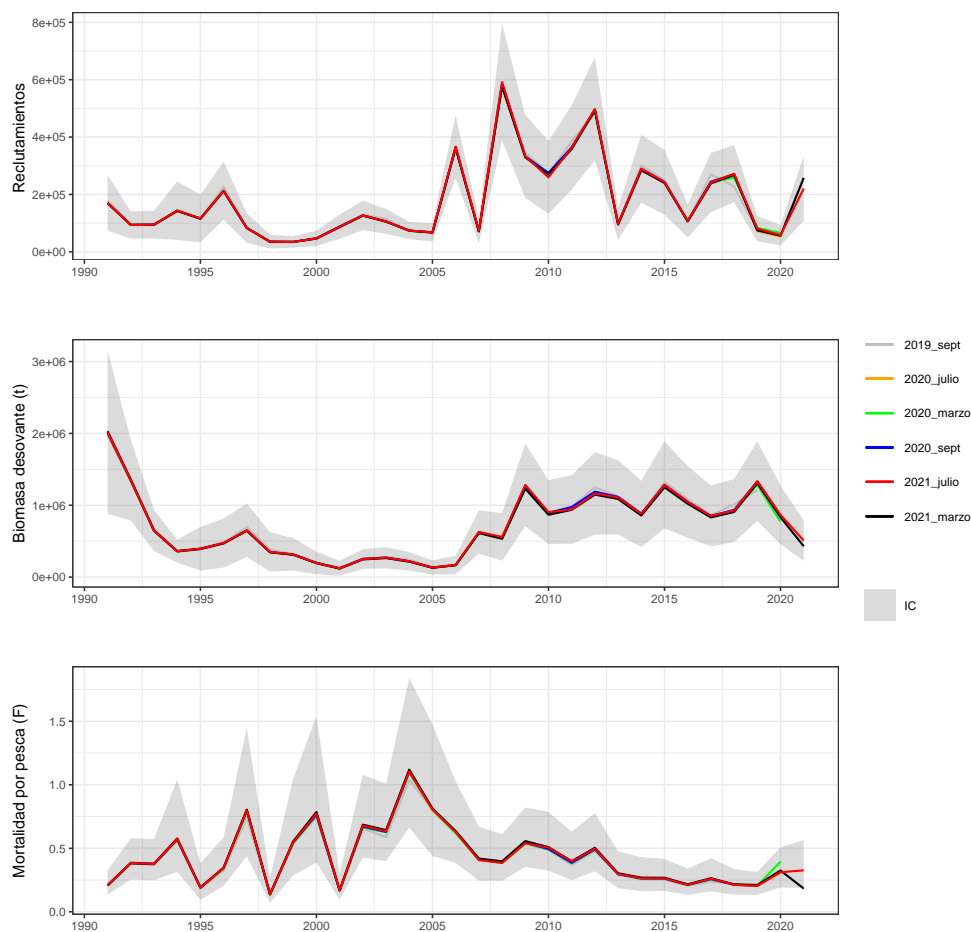 Reclutamientos
8e+05
6e+05
4e+05
2e+05
0e+00
1990 1995 2000 2005 2010 2015 2020
Biomasa desovante (t)
3e+06
2e+06
1e+06
0e+00
1990 1995 2000 2005 2010 2015 2020
2019_sept
2020_julio
2020_marzo
2020_sept
2021_julio
2021_marzo
IC
Mortalidad por pesca (F)
1.5
1.0
0.5
0.0
1990 1995 2000 2005 2010 2015 2020